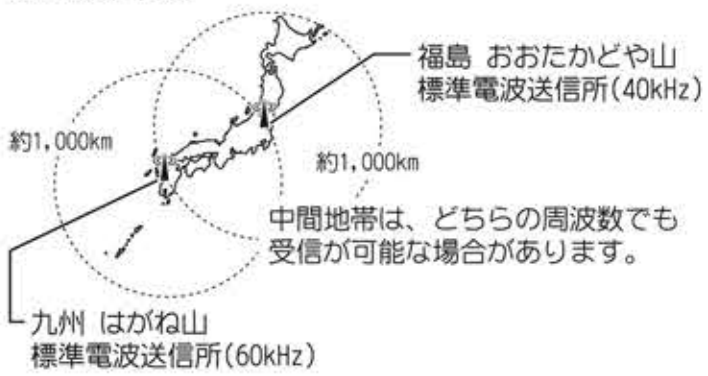 福島 おおたかどや山
標準電波送信所(40kHz)
約1,000km
約1,000km
中間地帯は、どちらの周波数でも
受信が可能な場合があります。
九州 はがね山
標準電波送信所(60kHz)